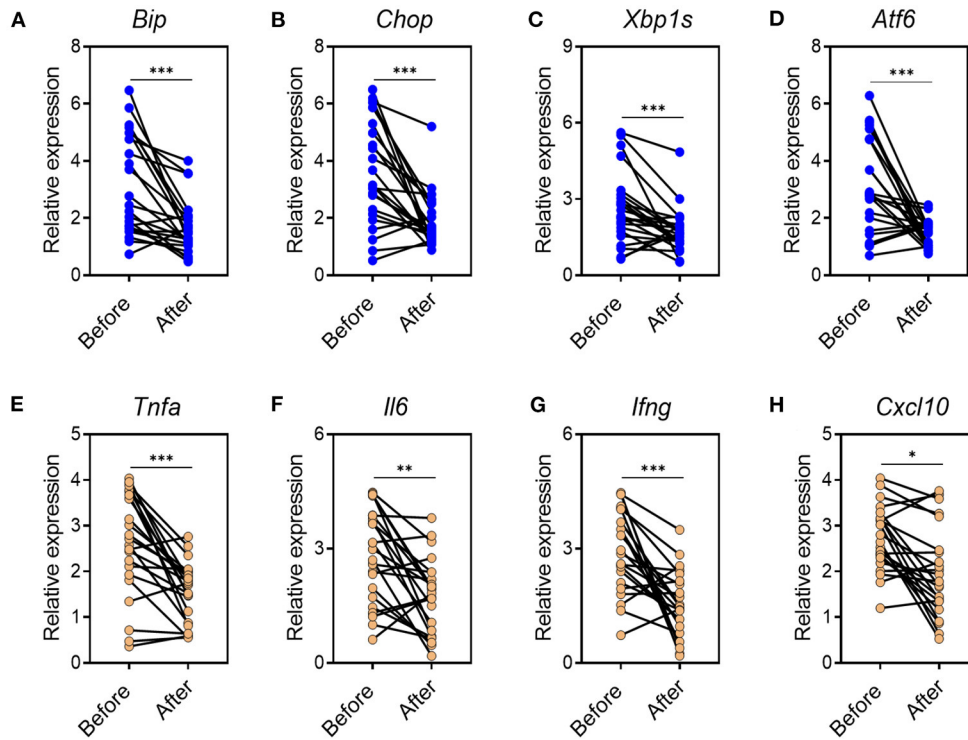 A Bip
Relative expression
8
6
4
2
0
***
Before After
B Chop
Relative expression
8
6
4
2
0
***
Before After
C Xbp1s
Relative expression
9
6
3
0
***
Before After
D Atf6
Relative expression
8
6
4
2
0
***
Before After
E Tnfa
Relative expression
5
4
3
2
1
0
***
Before After
F Il6
Relative expression
6
3
0
**
Before After
G Ifng
Relative expression
6
3
0
***
Before After
H Cxcl10
Relative expression
5
4
3
2
1
0
*
Before After